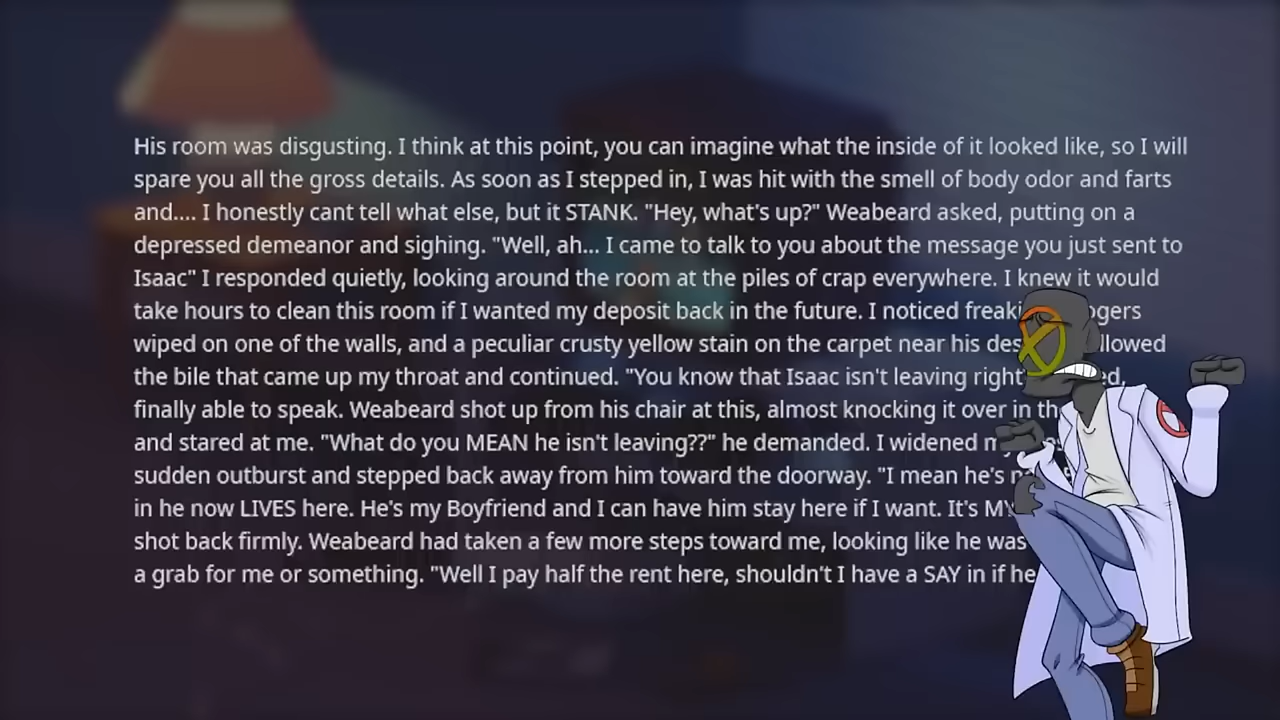 His room was disgusting. I think at this point, you can imagine what the inside of it looked like, so I will
spare you all the gross details. As soon as I stepped in, I was hit with the smell of body odor and farts
and.... I honestly cant tell what else, but it STANK. "Hey, what's up?" Weabeard asked, putting on a
depressed demeanor and sighing. "Well, ah... I came to talk to you about the message you just sent to
Isaac" I responded quietly, looking around the room at the piles of crap everywhere. I knew it would
take hours to clean this room if I wanted my deposit back in the future. I noticed
wiped on one of the walls, and a peculiar crusty yellow stain on the carpet near his
the bile that came up my throat and continued. "You know that Isaac isn't leaving right
finally able to speak. Weabeard shot up from his chair at this, almost knocking it over in
and stared at me. "What do you MEAN he isn't leaving??" he demanded. I widened
sudden outburst and stepped back away from him toward the doorway. "I mean he's
in he now LIVES here. He's my Boyfriend and I can have him stay here if I want. It's
shot back firmly. Weabeard had taken a few more steps toward me, looking like he was
a grab for me or something. "Well I pay half the rent here, shouldn't I have a SAY in if he